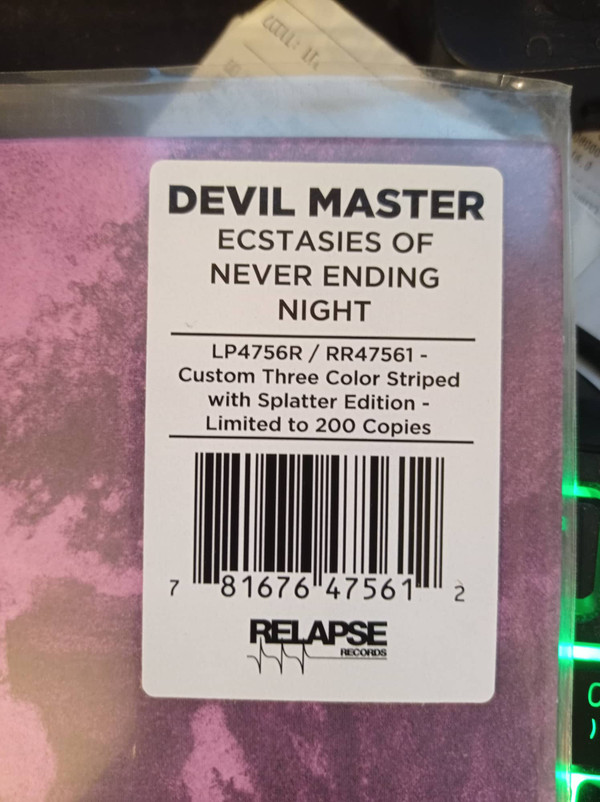 DEVIL MASTER
ECSTASIES OF
NEVER ENDING
NIGHT
LP4756R / RR47561 -
Custom Three Color Striped
with Splatter Edition -
Limited to 200 Copies
7 81676 47561 2
RELAPSE
RECORDS